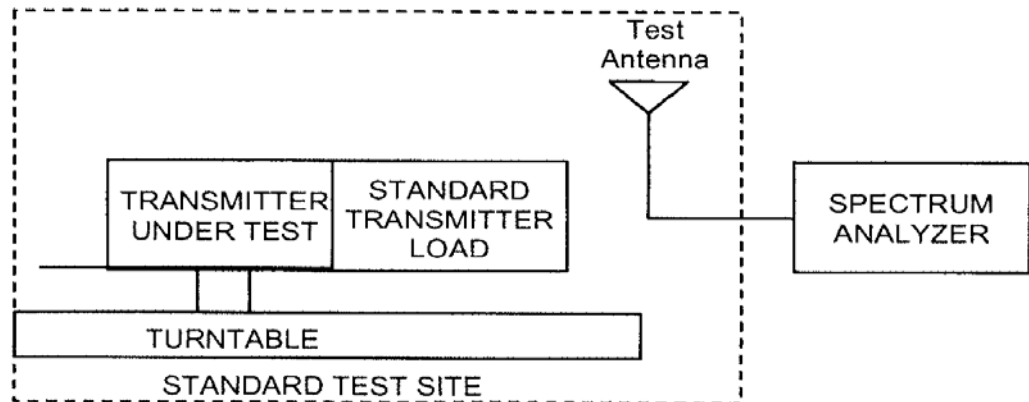 Test
Antenna
TRANSMITTER
UNDER TEST
STANDARD
TRANSMITTER
LOAD
SPECTRUM
ANALYZER
TURNTABLE
STANDARD TEST SITE